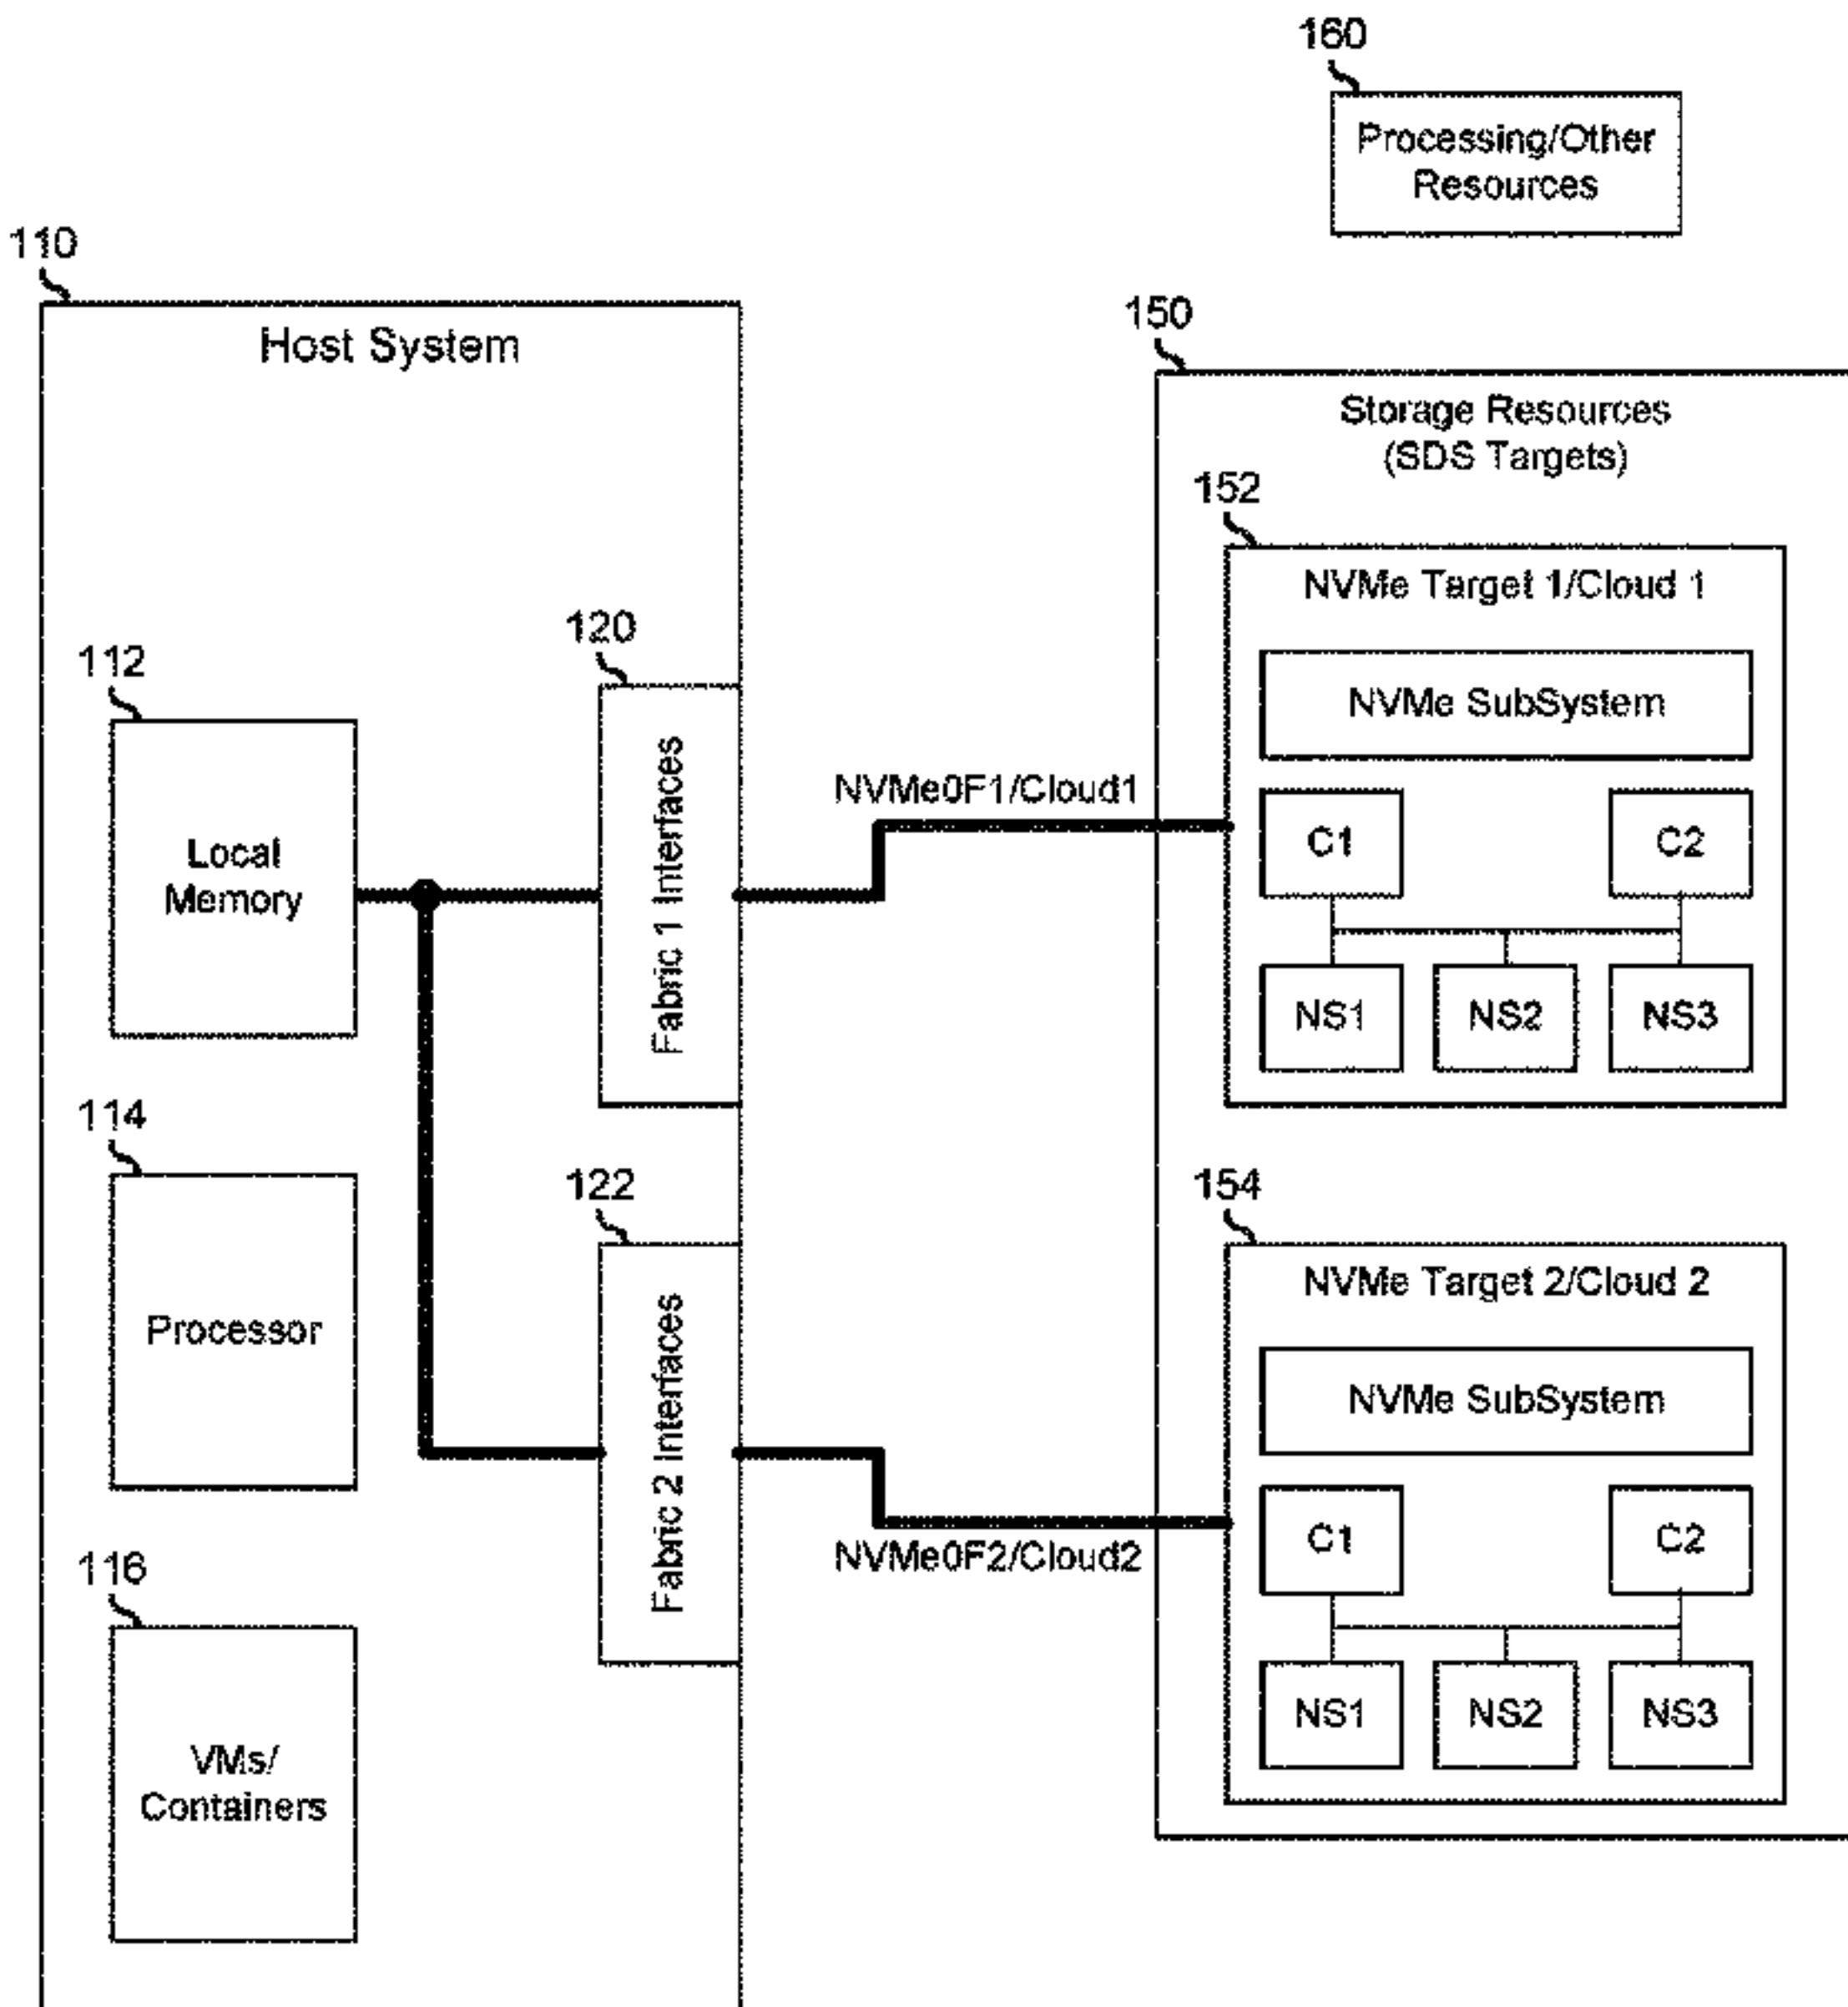 160
Processing/Other
Resources
110
Host System
150
Storage Resources
(SDS Targets)
152
NVMe Target 1/Cloud 1
NVMe SubSystem
C1
C2
NS1
NS2
NS3
120
Fabric 1 Interfaces
NVMe0F1/Cloud1
112
Local
Memory
114
Processor
122
Fabric 2 Interfaces
NVMe0F2/Cloud2
154
NVMe Target 2/Cloud 2
NVMe SubSystem
C1
C2
NS1
NS2
NS3
116
VMs/
Containers